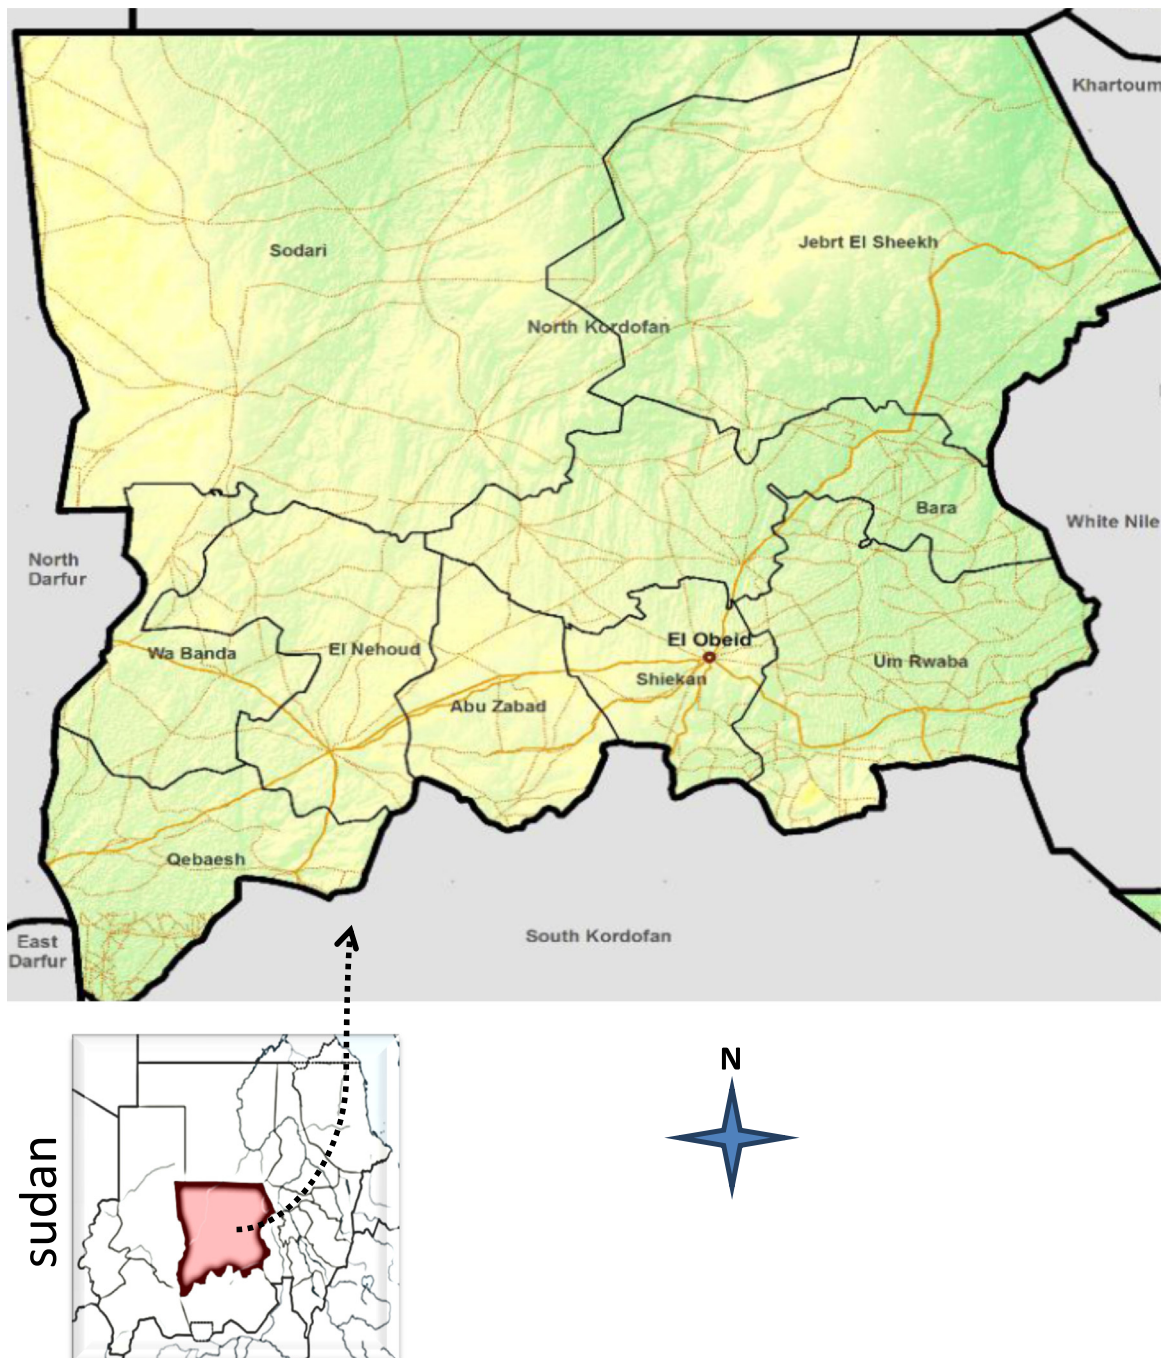 Khartoum
Sodari
Jebrt El Sheekh
North Kordofan
Bara
White Nile
North
Darfur
El Obeid
Wa Banda
El Nehoud
Um Rwaba
Shiekan
Abu Zabad
Qebaesh
East
Darfur
South Kordofan
N
sudan